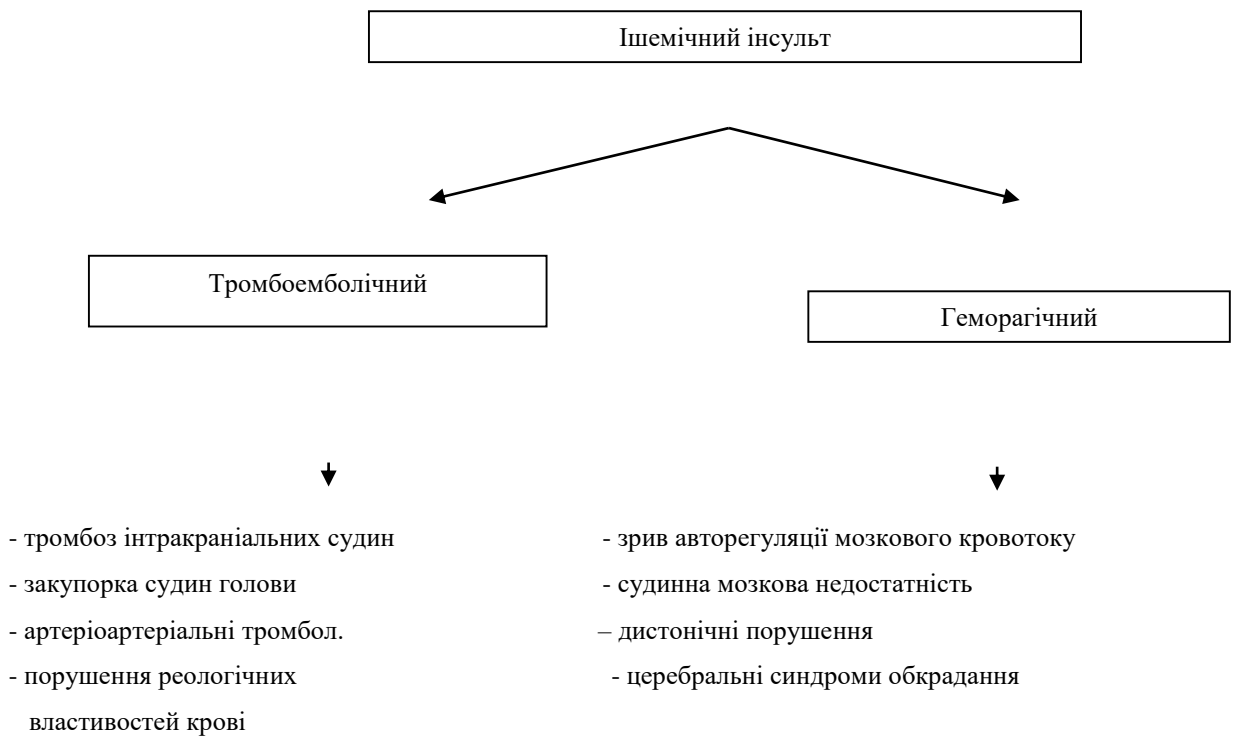 Ішемічний інсульт
Тромбоемболічний
Геморагічний
- тромбоз інтракраніальних судин
- закупорка судин голови
- артеріоартеріальні тромбол.
- порушення реологічних
властивостей крові
- зрив авторегуляції мозкового кровотоку
- судинна мозкова недостатність
– дистонічні порушення
- церебральні синдроми обкрадання